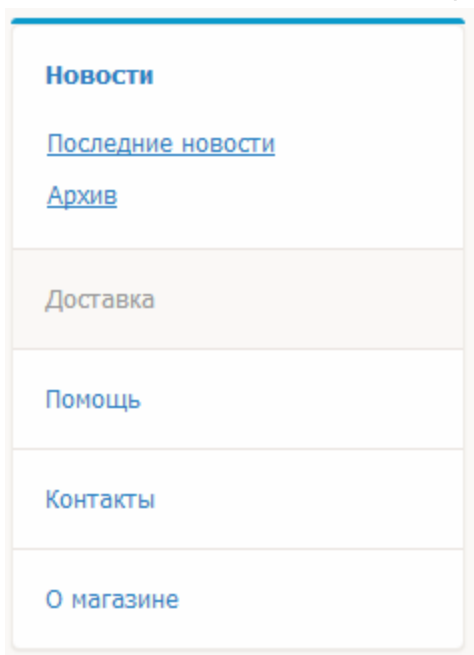 Новости
Последние новости
Архив
Доставка
Помощь
Контакты
О магазине